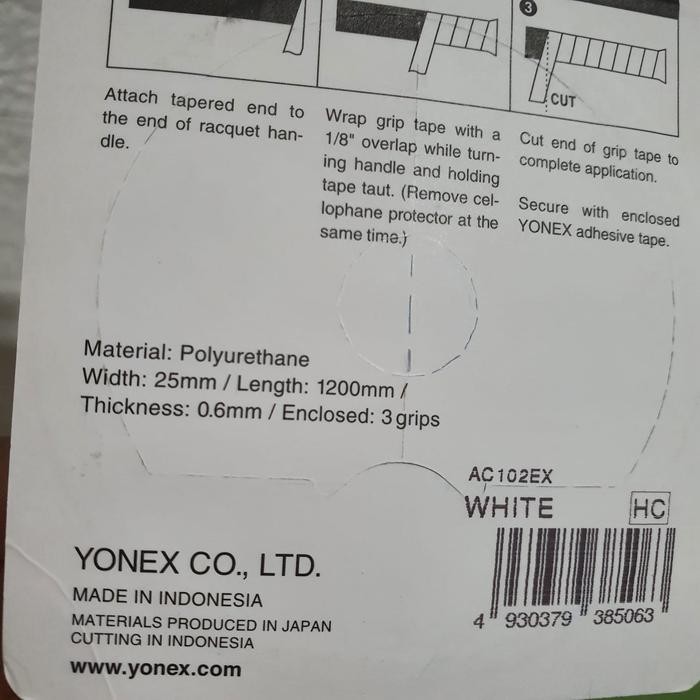 3
CUT
Attach tapered end to
the end of racquet han-
dle.
Wrap grip tape with a
1/8" overlap while turn-
ing handle and holding
tape taut. (Remove cel-
lophane protector at the
same time.)
Cut end of grip tape to
complete application.
Secure with enclosed
YONEX adhesive tape.
Material: Polyurethane
Width: 25mm / Length: 1200mm /
Thickness: 0.6mm / Enclosed: 3 grips
AC102EX
WHITE HC
4 930379 385063
YONEX CO., LTD.
MADE IN INDONESIA
MATERIALS PRODUCED IN JAPAN
CUTTING IN INDONESIA
www.yonex.com